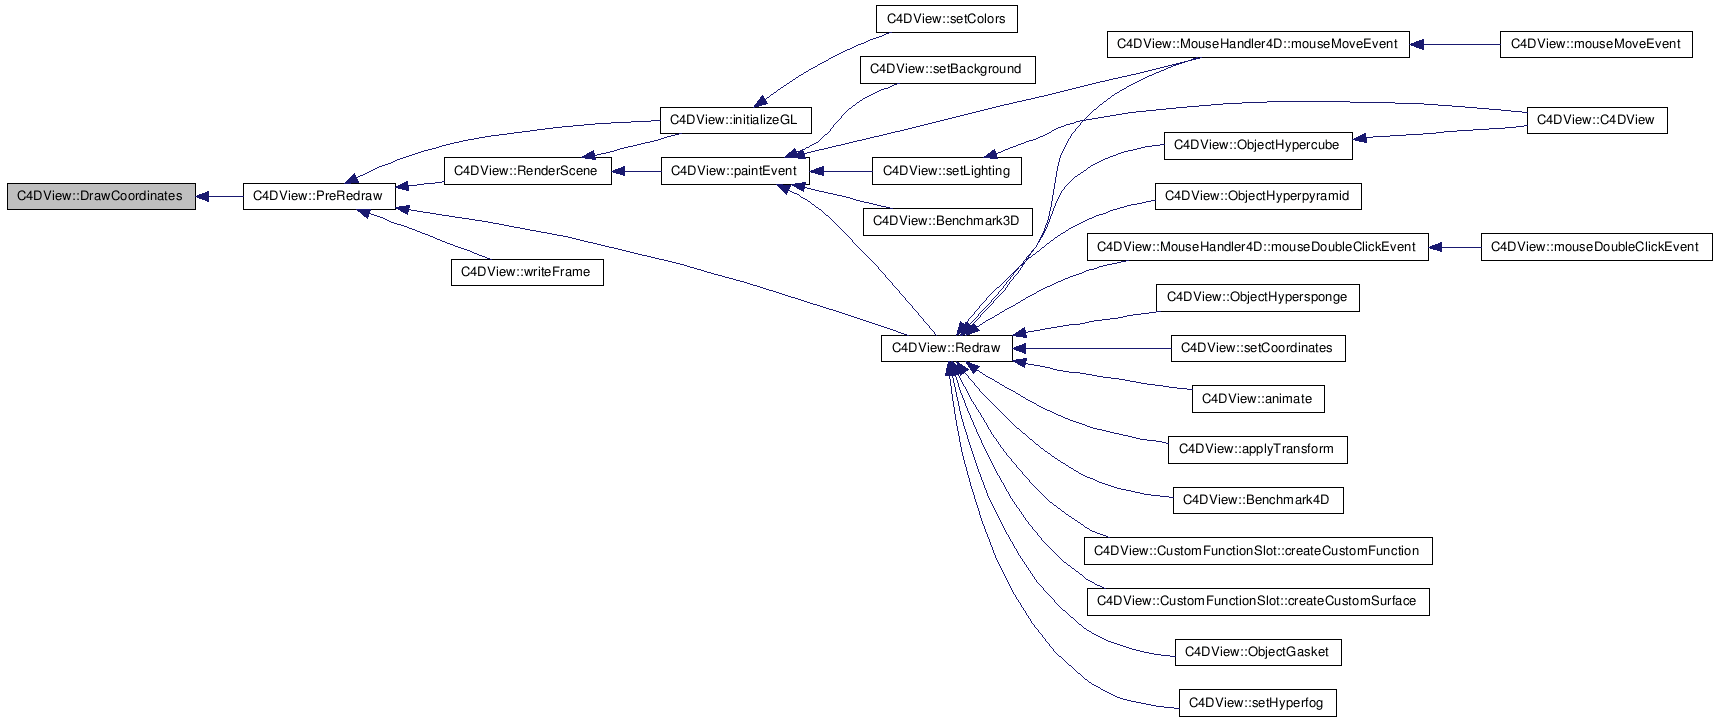 C4DView::setColors
C4DView::MouseHandler4D::mouseMoveEvent
C4DView::mouseMoveEvent
C4DView::setBackground
C4DView::initializeGL
C4DView::C4DView
C4DView::ObjectHypercube
C4DView::RenderScene
C4DView::paintEvent
C4DView::setLighting
C4DView::DrawCoordinates
C4DView::PreRedraw
C4DView::ObjectHyperpyramid
C4DView::Benchmark3D
C4DView::MouseHandler4D::mouseDoubleClickEvent
C4DView::mouseDoubleClickEvent
C4DView::writeFrame
C4DView::ObjectHypersponge
C4DView::Redraw
C4DView::setCoordinates
C4DView::animate
C4DView::applyTransform
C4DView::Benchmark4D
C4DView::CustomFunctionSlot::createCustomFunction
C4DView::CustomFunctionSlot::createCustomSurface
C4DView::ObjectGasket
C4DView::setHyperfog